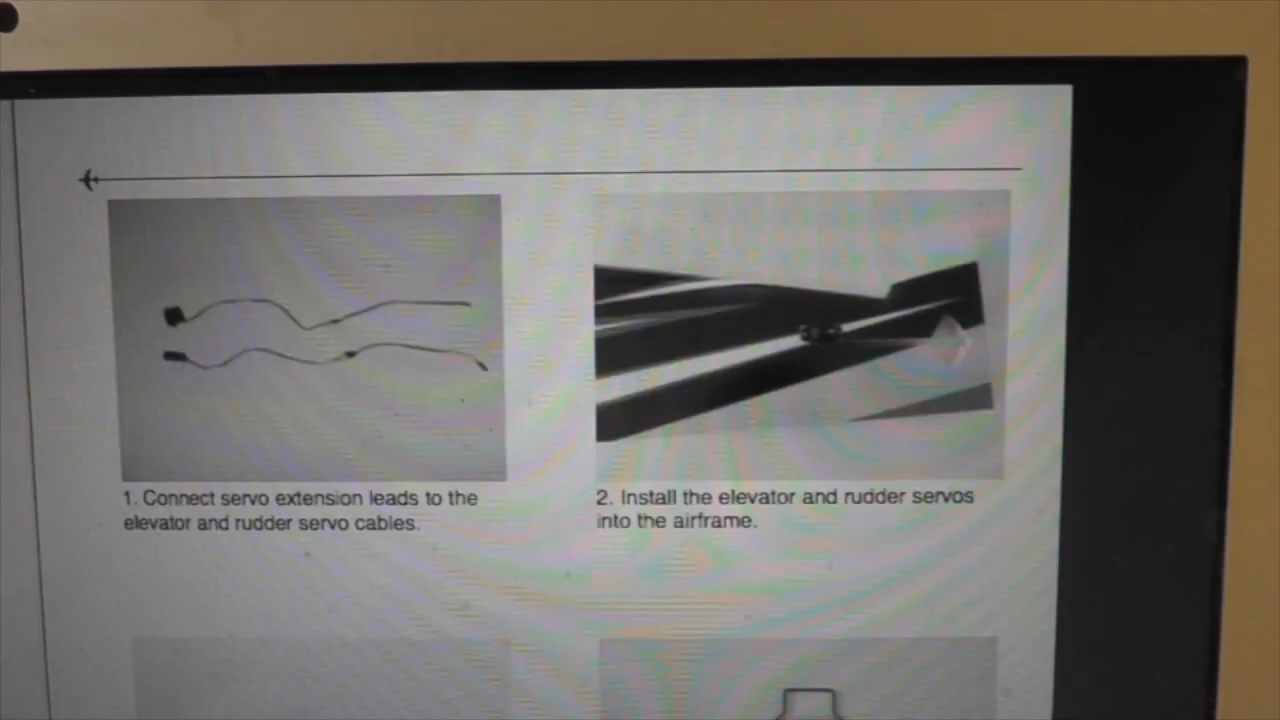 1. Connect servo extension leads to the
elevator and rudder servo cables.
2. Install the elevator and rudder servos
into the airframe.